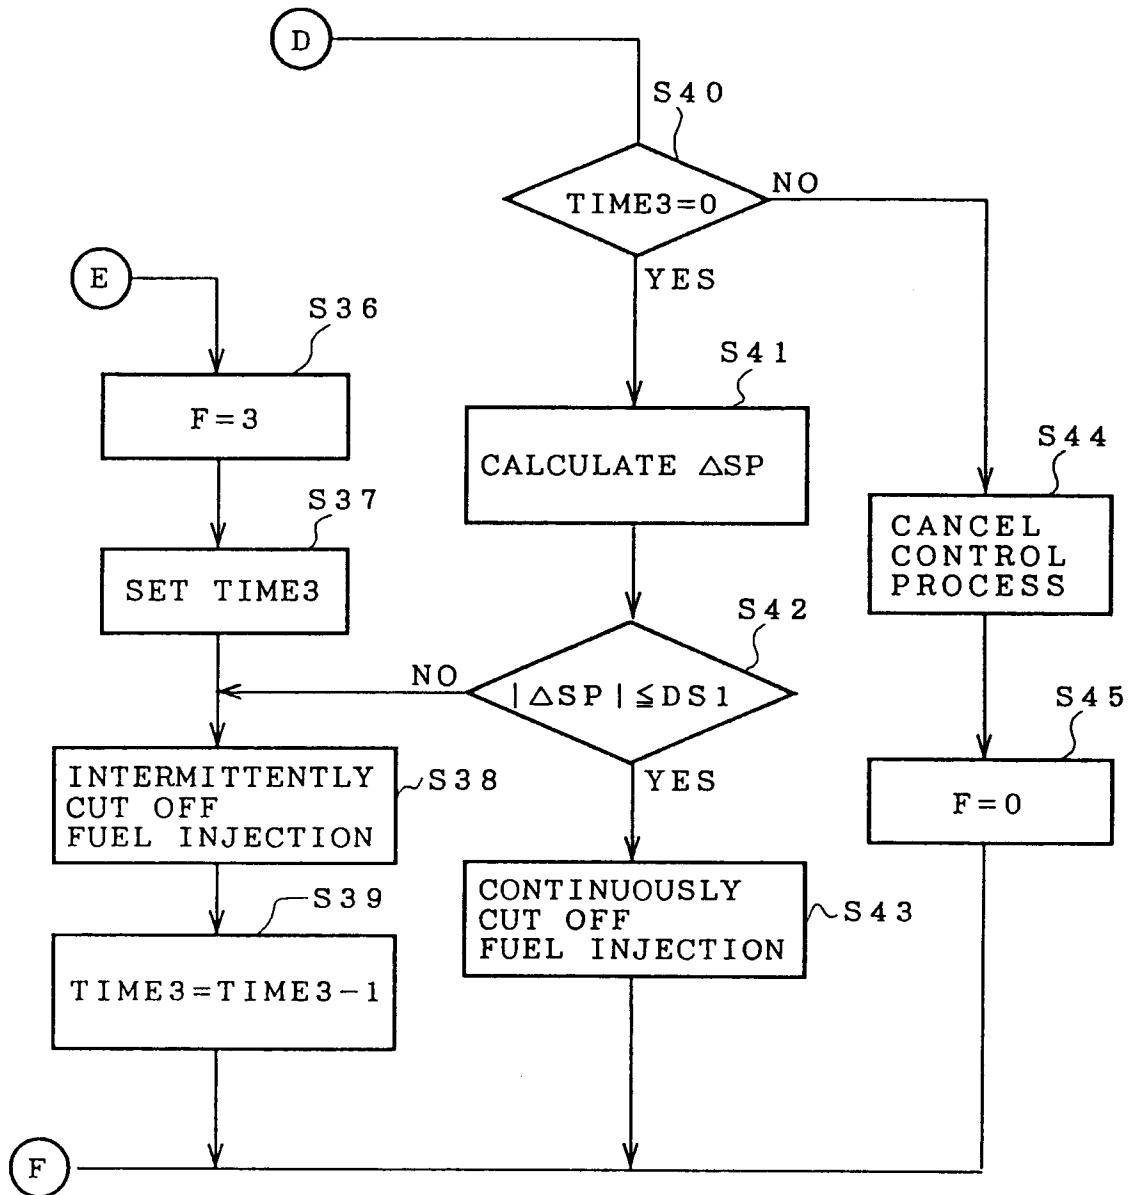 D
S40
TIME3=0
NO
YES
E
S36
F=3
S41
CALCULATE △SP
S44
CANCEL
CONTROL
PROCESS
S37
SET TIME3
S42
NO
|△SP|≦DS1
YES
S45
F=0
INTERMITTENTLY
CUT OFF
FUEL INJECTION
S38
CONTINUOUSLY
CUT OFF
FUEL INJECTION
S43
S39
TIME3=TIME3-1
F